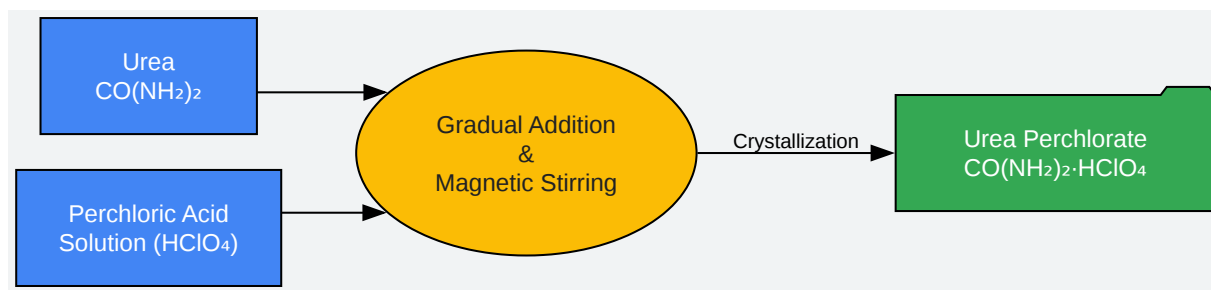 Urea
CO(NH₂)₂
Perchloric Acid
Solution (HClO₄)
Gradual Addition
&
Magnetic Stirring
Crystallization
Urea Perchlorate
CO(NH₂)₂·HClO₄